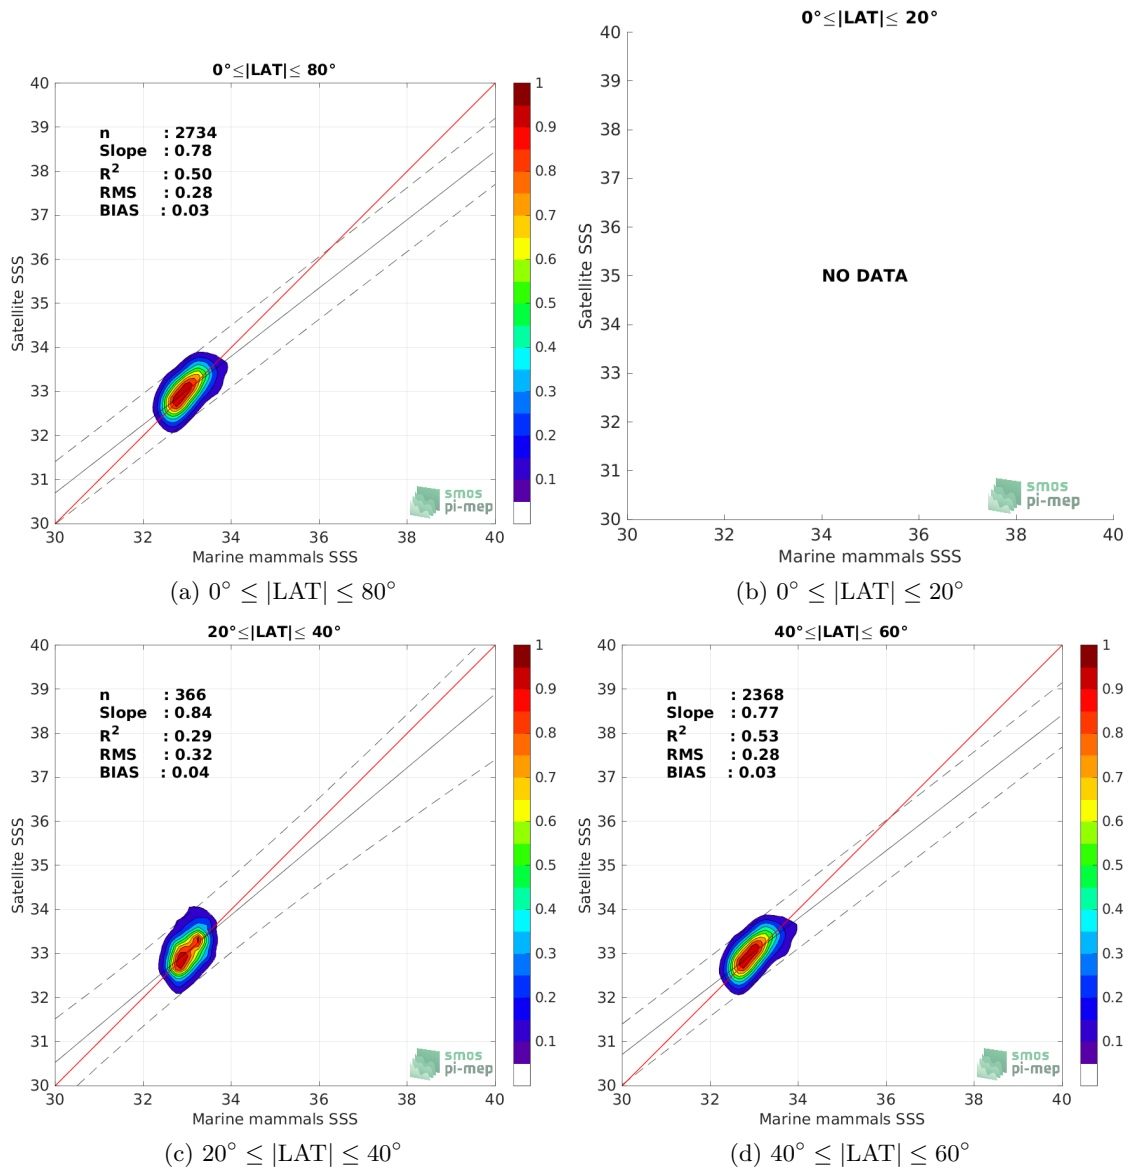 0°≤|LAT|≤ 80°
40
39
38
37
36
35
34
33
32
31
30
Satellite SSS
n : 2734
Slope : 0.78
R² : 0.50
RMS : 0.28
BIAS : 0.03
smos
pi-mep
30 32 34 36 38 40
Marine mammals SSS
1
0.9
0.8
0.7
0.6
0.5
0.4
0.3
0.2
0.1
(a) 0° ≤ |LAT| ≤ 80°
0°≤|LAT|≤ 20°
40
39
38
37
36
35
34
33
32
31
30
Satellite SSS
NO DATA
smos
pi-mep
30 32 34 36 38 40
Marine mammals SSS
(b) 0° ≤ |LAT| ≤ 20°
20°≤|LAT|≤ 40°
40
39
38
37
36
35
34
33
32
31
30
Satellite SSS
n : 366
Slope : 0.84
R² : 0.29
RMS : 0.32
BIAS : 0.04
smos
pi-mep
30 32 34 36 38 40
Marine mammals SSS
1
0.9
0.8
0.7
0.6
0.5
0.4
0.3
0.2
0.1
(c) 20° ≤ |LAT| ≤ 40°
40°≤|LAT|≤ 60°
40
39
38
37
36
35
34
33
32
31
30
Satellite SSS
n : 2368
Slope : 0.77
R² : 0.53
RMS : 0.28
BIAS : 0.03
smos
pi-mep
30 32 34 36 38 40
Marine mammals SSS
1
0.9
0.8
0.7
0.6
0.5
0.4
0.3
0.2
0.1
(d) 40° ≤ |LAT| ≤ 60°